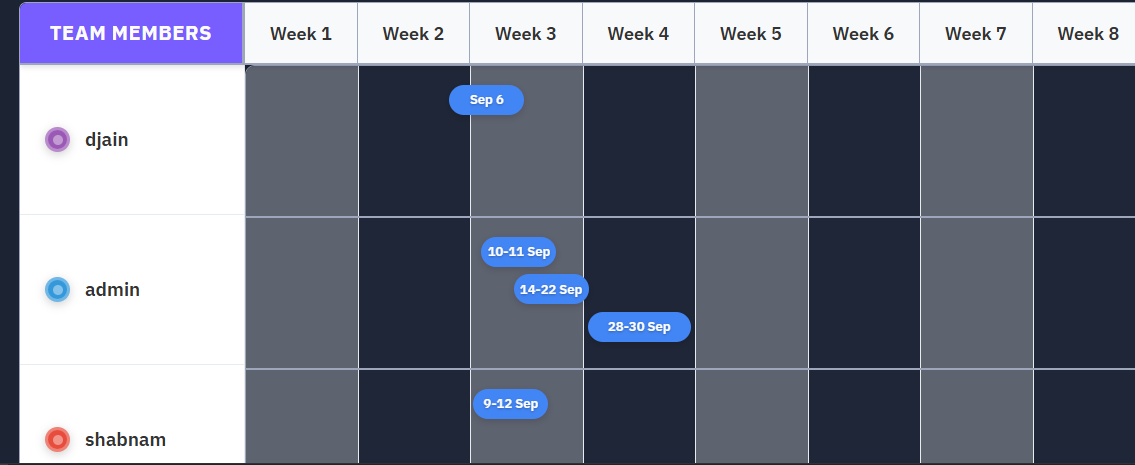 TEAM MEMBERS Week 1 Week 2 Week 3 Week 4 Week 5 Week 6 Week 7 Week 8
Sep 6
djain
10-11 Sep
admin
14-22 Sep
28-30 Sep
9-12 Sep
shabnam